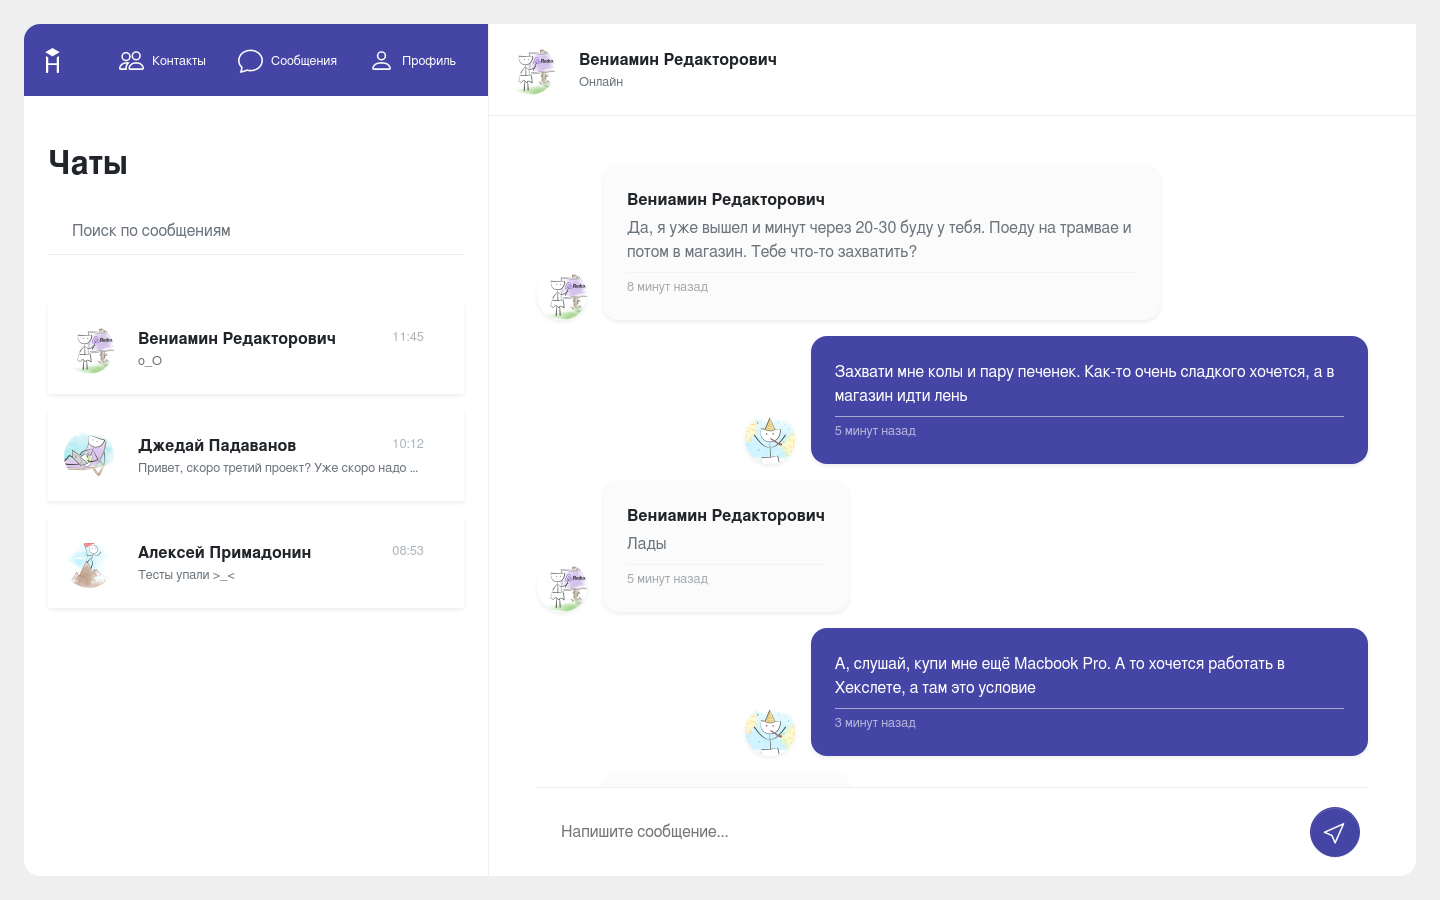 Контакты
Сообщения
Профиль
Чаты
Поиск по сообщениям
Вениамин Редакторович
11:45
о_О
Джедай Падаванов
10:12
Привет, скоро третий проект? Уже скоро надо ...
Алексей Примадонин
08:53
Тесты упали >_<
Вениамин Редакторович
Онлайн
Вениамин Редакторович
Да, я уже вышел и минут через 20-30 буду у тебя. Поеду на трамвае и
потом в магазин. Тебе что-то захватить?
8 минут назад
Захвати мне колы и пару печенек. Как-то очень сладкого хочется, а в
магазин идти лень
5 минут назад
Вениамин Редакторович
Лады
5 минут назад
А, слушай, купи мне ещё Macbook Pro. А то хочется работать в
Хекслете, а там это условие
3 минут назад
Напишите сообщение...